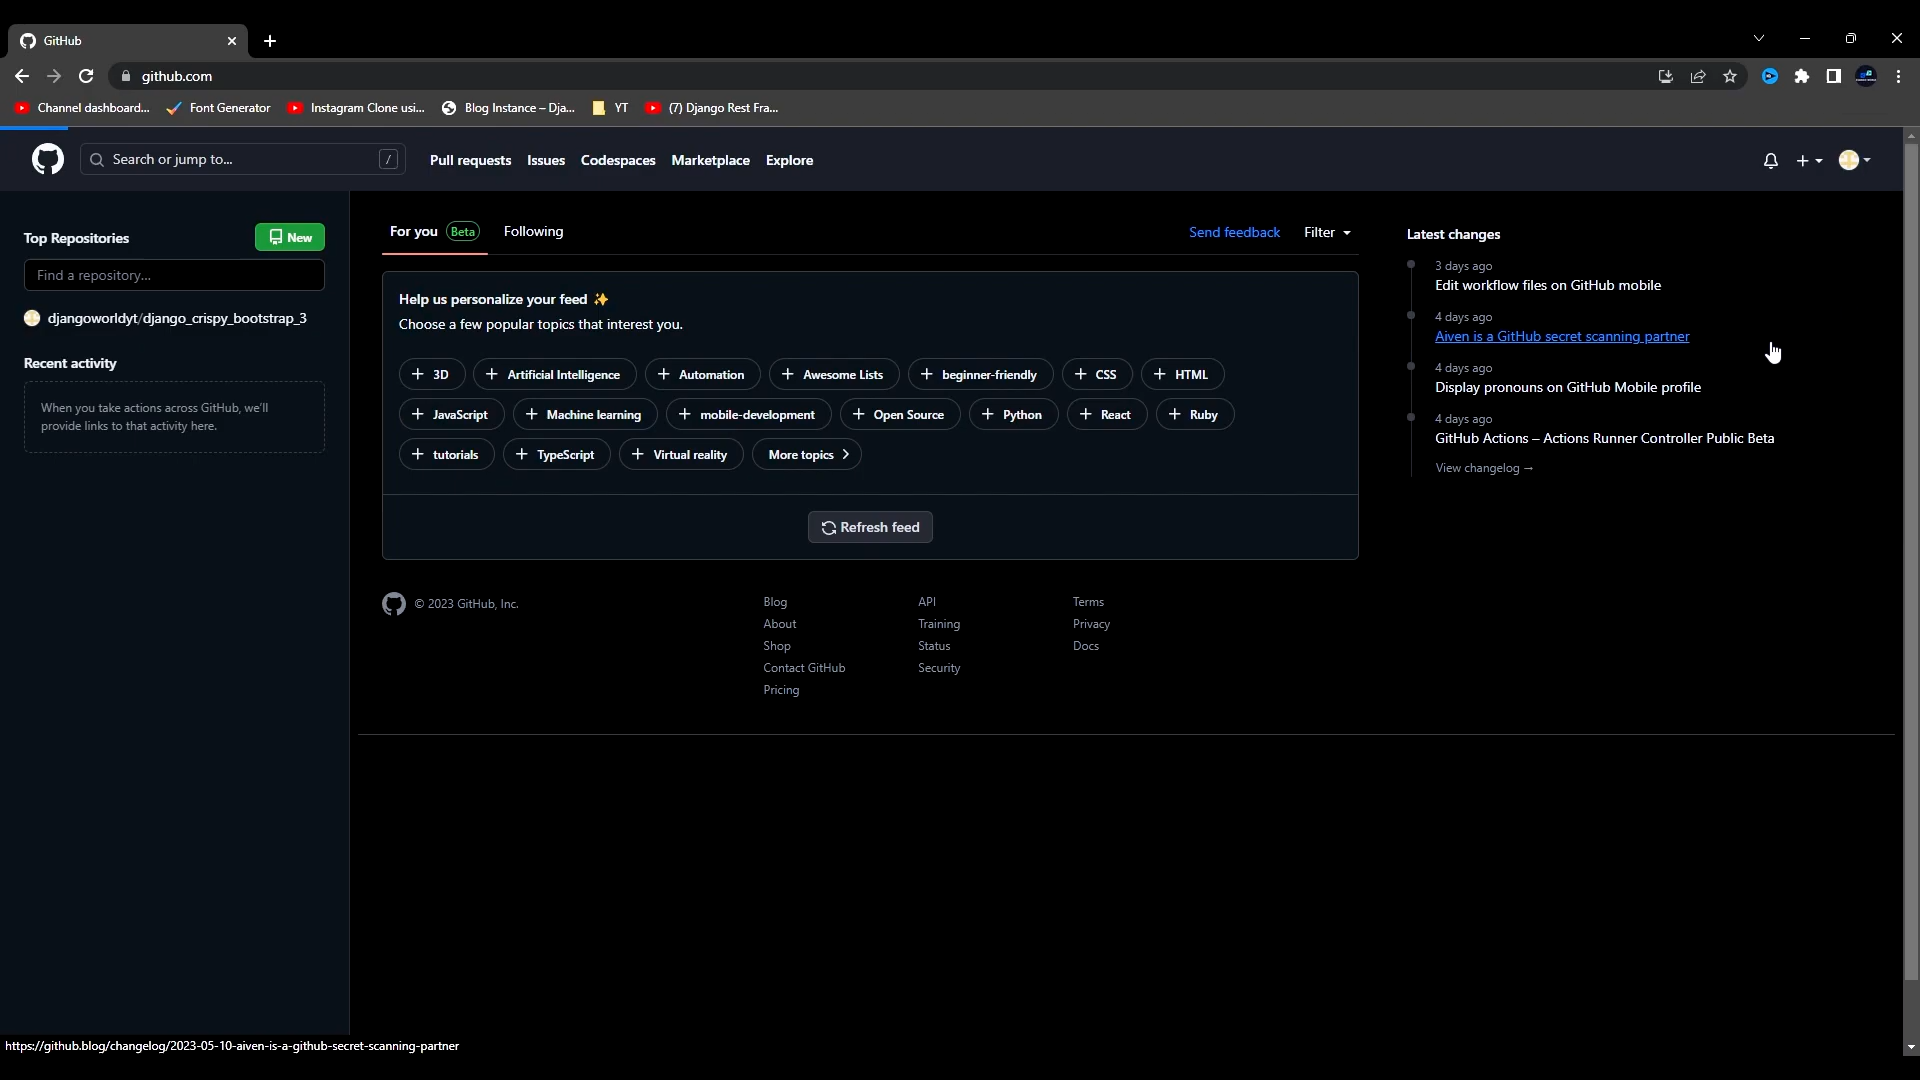 GitHub
github.com
Channel dashboard...
Font Generator
Instagram Clone usi...
Blog Instance – Dja...
YT
(7) Django Rest Fra...
Search or jump to...
/
Pull requests
Issues
Codespaces
Marketplace
Explore
Top Repositories
New
Find a repository...
djangoworldyt/django_crispy_bootstrap_3
Recent activity
When you take actions across GitHub, we'll
provide links to that activity here.
For you Beta
Following
Send feedback
Filter
Help us personalize your feed ✨
Choose a few popular topics that interest you.
3D
Artificial Intelligence
Automation
Awesome Lists
beginner-friendly
CSS
HTML
JavaScript
Machine learning
mobile-development
Open Source
Python
React
Ruby
tutorials
TypeScript
Virtual reality
More topics
Refresh feed
Latest changes
3 days ago
Edit workflow files on GitHub mobile
4 days ago
Aiven is a GitHub secret scanning partner
4 days ago
Display pronouns on GitHub Mobile profile
4 days ago
GitHub Actions – Actions Runner Controller Public Beta
View changelog →
© 2023 GitHub, Inc.
Blog
About
Shop
Contact GitHub
Pricing
API
Training
Status
Security
Terms
Privacy
Docs
https://github.blog/changelog/2023-05-10-aiven-is-a-github-secret-scanning-partner